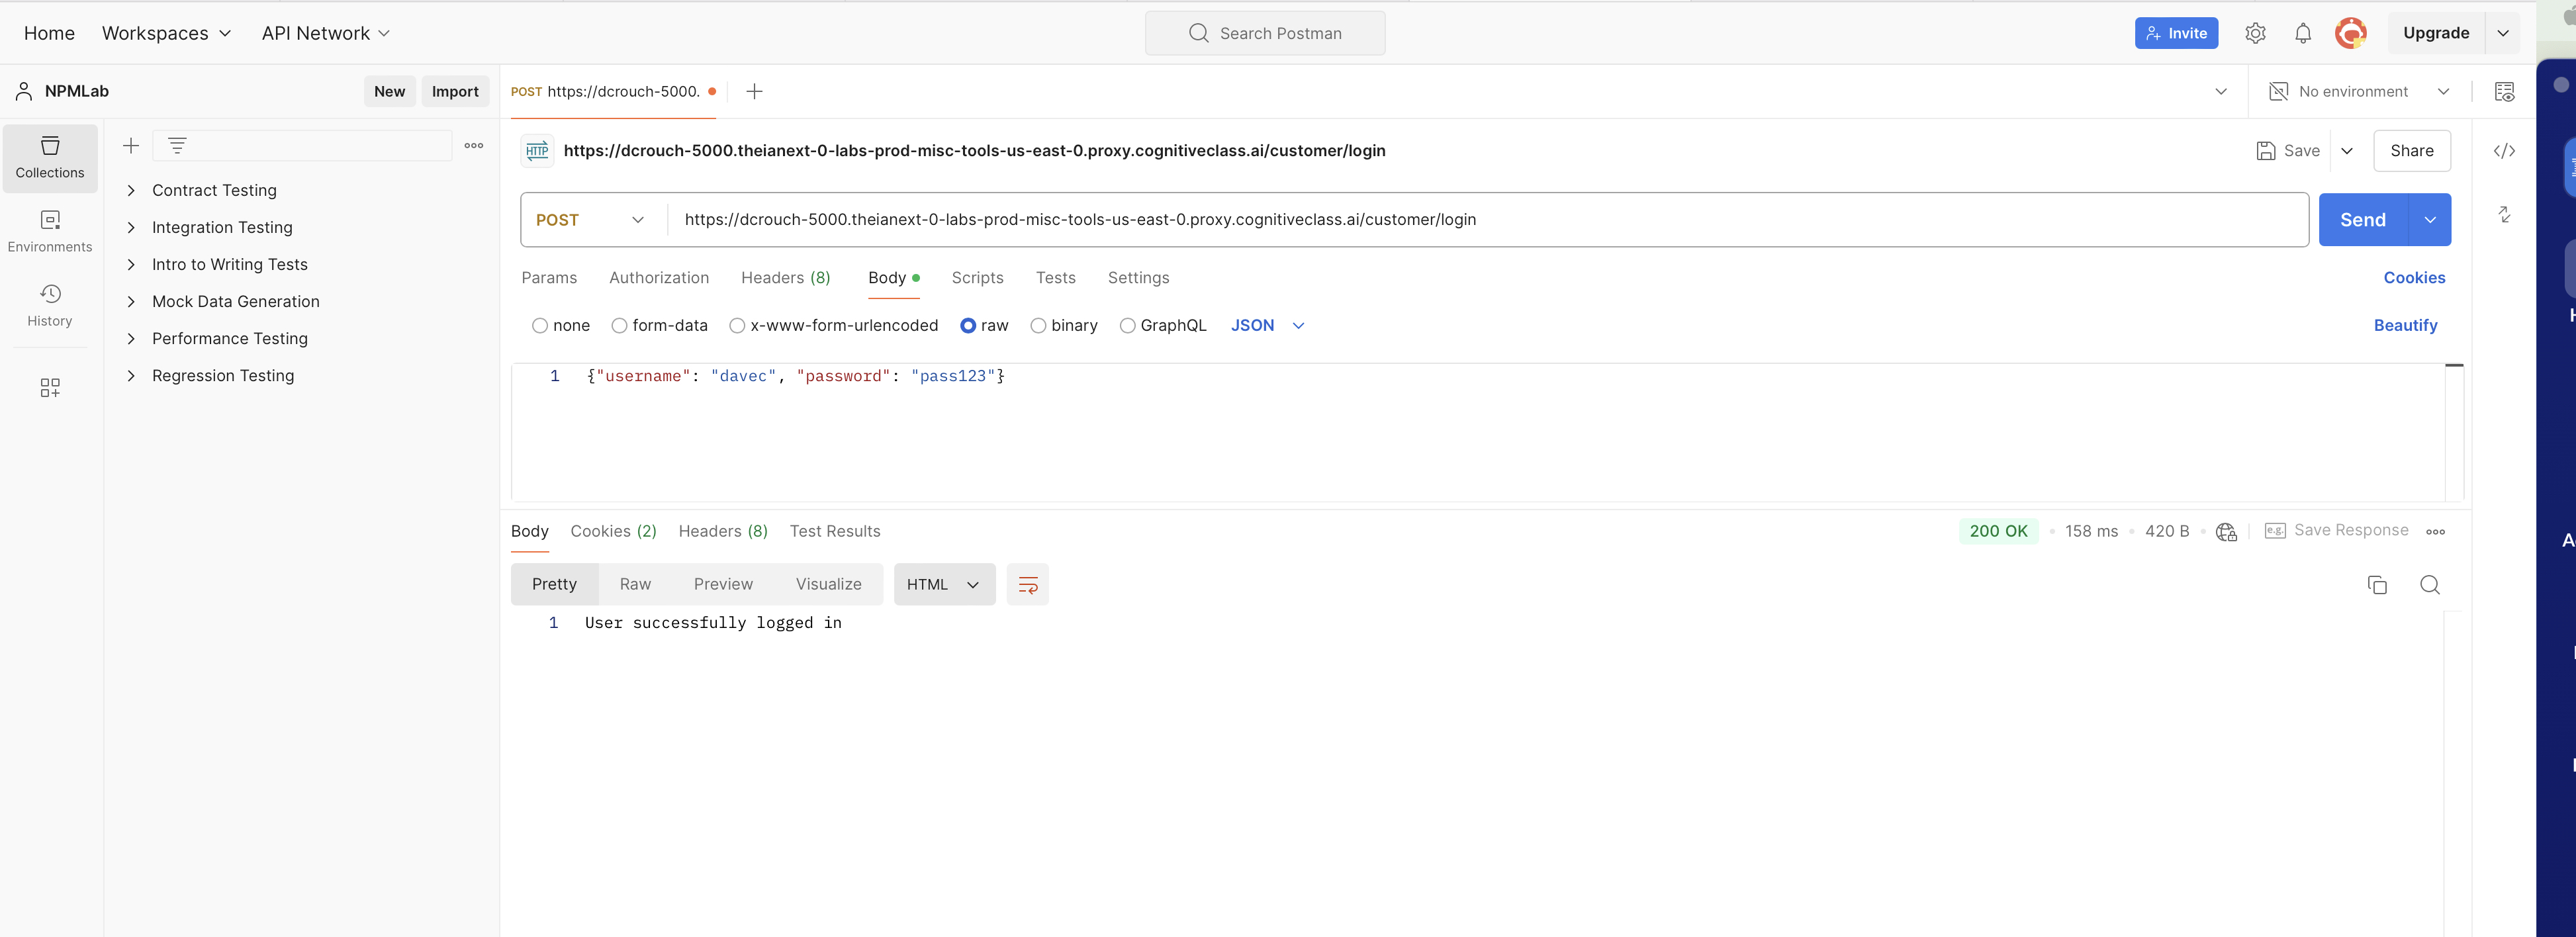 Home Workspaces API Network Search Postman Invite Upgrade
NPMLab New Import POST https://dcrouch-5000. No environment
Collections
Environments
History
Contract Testing
Integration Testing
Intro to Writing Tests
Mock Data Generation
Performance Testing
Regression Testing
HTTP https://dcrouch-5000.theianext-0-labs-prod-misc-tools-us-east-0.proxy.cognitiveclass.ai/customer/login Save Share
POST https://dcrouch-5000.theianext-0-labs-prod-misc-tools-us-east-0.proxy.cognitiveclass.ai/customer/login Send
Params Authorization Headers (8) Body Scripts Tests Settings Cookies
none form-data x-www-form-urlencoded raw binary GraphQL JSON Beautify
1 {"username": "davec", "password": "pass123"}
Body Cookies (2) Headers (8) Test Results 200 OK 158 ms 420 B e.g. Save Response
Pretty Raw Preview Visualize HTML
1 User successfully logged in